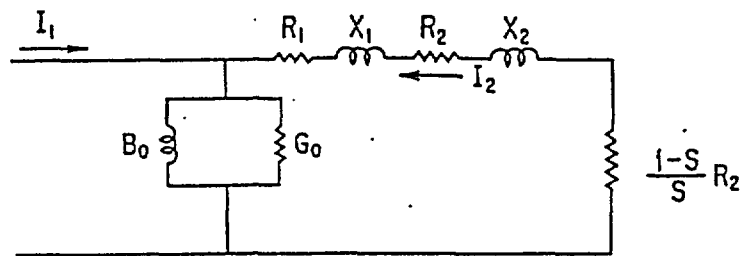 I₁
R₁ X₁ R₂ X₂
I₂
B₀ G₀
1-S/S R₂